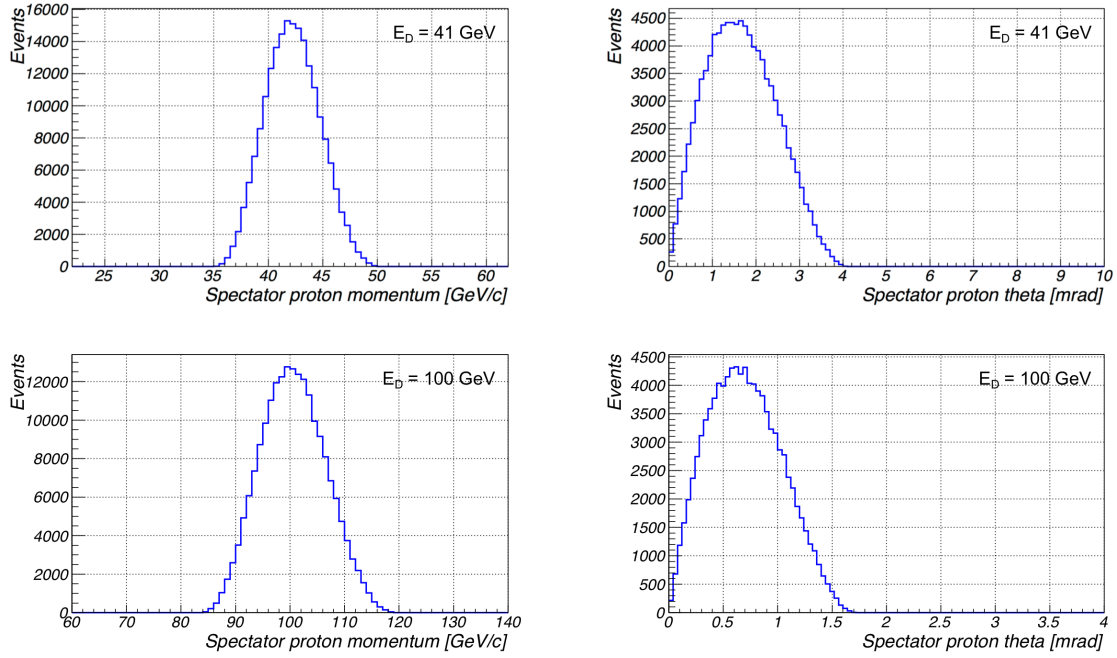 Events
16000
14000
12000
10000
8000
6000
4000
2000
0
E_D = 41 GeV
25 30 35 40 45 50 55 60
Spectator proton momentum [GeV/c]
Events
4500
4000
3500
3000
2500
2000
1500
1000
500
0
E_D = 41 GeV
0 1 2 3 4 5 6 7 8 9 10
Spectator proton theta [mrad]
Events
12000
10000
8000
6000
4000
2000
0
E_D = 100 GeV
60 70 80 90 100 110 120 130 140
Spectator proton momentum [GeV/c]
Events
4500
4000
3500
3000
2500
2000
1500
1000
500
0
E_D = 100 GeV
0 0.5 1 1.5 2 2.5 3 3.5 4
Spectator proton theta [mrad]